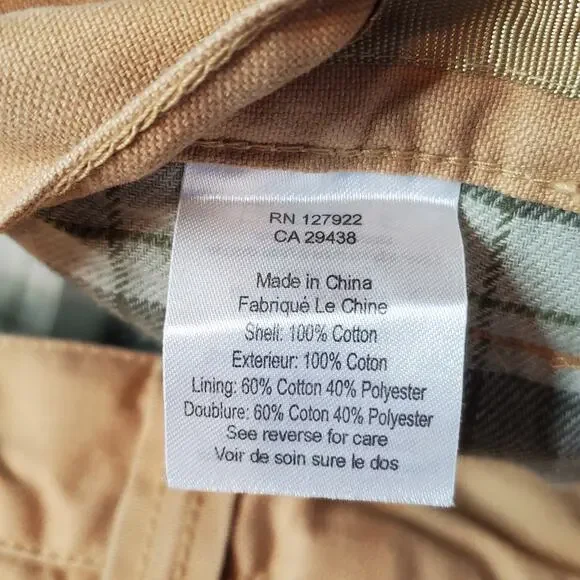 RN 127922
CA 29438
Made in China
Fabriqué Le Chine
Shell: 100% Cotton
Exterieur: 100% Coton
Lining: 60% Cotton 40% Polyester
Doublure: 60% Coton 40% Polyester
See reverse for care
Voir de soin sure le dos